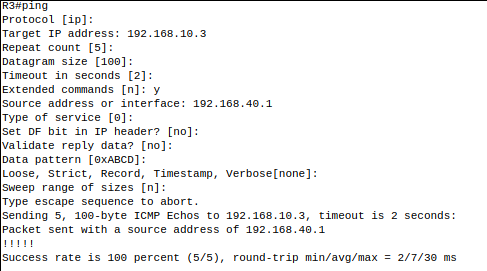 R3#ping
Protocol [ip]:
Target IP address: 192.168.10.3
Repeat count [5]:
Datagram size [100]:
Timeout in seconds [2]:
Extended commands [n]: y
Source address or interface: 192.168.40.1
Type of service [0]:
Set DF bit in IP header? [no]:
Validate reply data? [no]:
Data pattern [0xABCD]:
Loose, Strict, Record, Timestamp, Verbose[none]:
Sweep range of sizes [n]:
Type escape sequence to abort.
Sending 5, 100-byte ICMP Echos to 192.168.10.3, timeout is 2 seconds:
Packet sent with a source address of 192.168.40.1
!!!!!
Success rate is 100 percent (5/5), round-trip min/avg/max = 2/7/30 ms